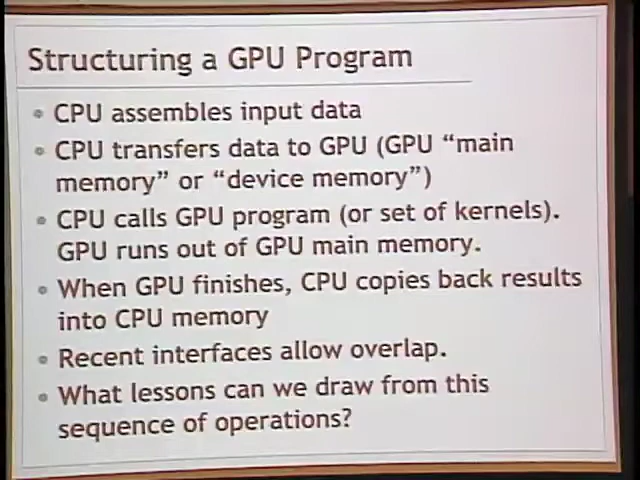 Structuring a GPU Program
• CPU assembles input data
• CPU transfers data to GPU (GPU “main
memory” or “device memory”)
• CPU calls GPU program (or set of kernels).
GPU runs out of GPU main memory.
• When GPU finishes, CPU copies back results
into CPU memory
• Recent interfaces allow overlap.
• What lessons can we draw from this
sequence of operations?